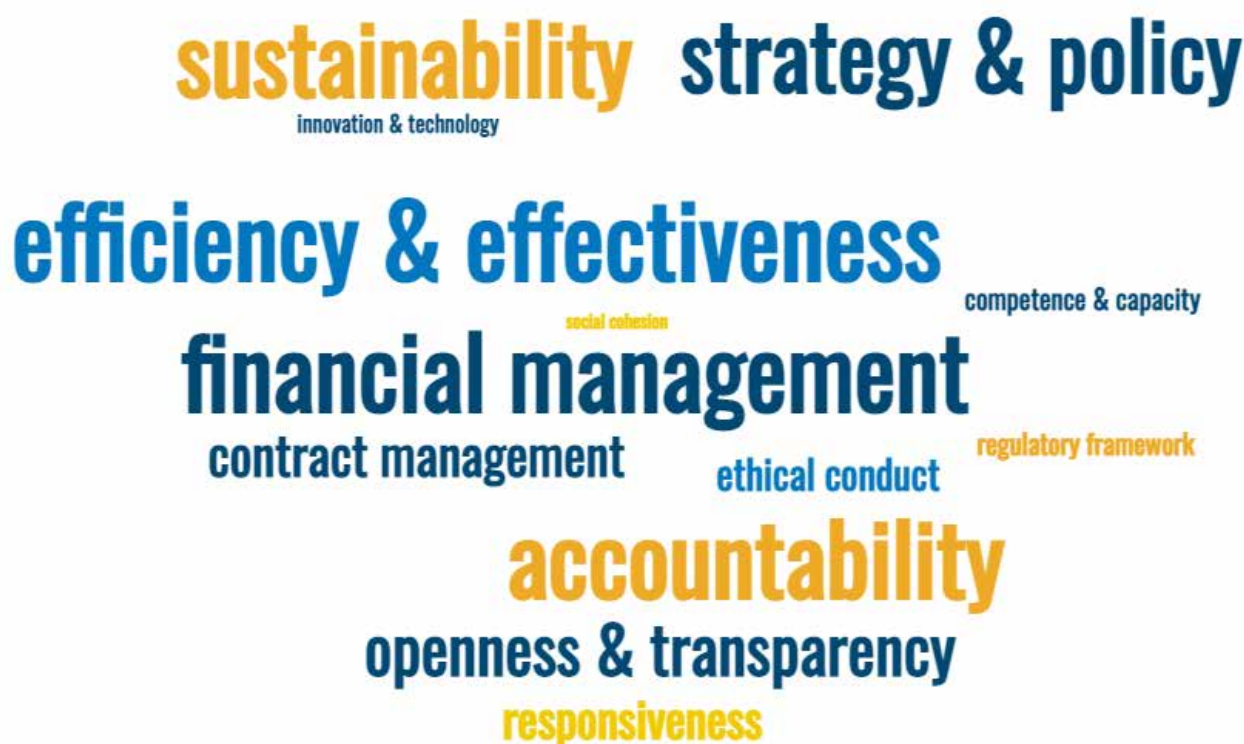 sustainability
strategy & policy
innovation & technology
efficiency & effectiveness
competence & capacity
social cohesion
financial management
contract management
regulatory framework
ethical conduct
accountability
openness & transparency
responsiveness